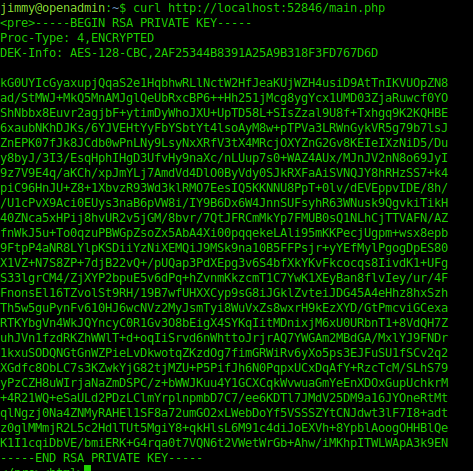 jimmy@openadmin:~$ curl http://localhost:52846/main.php
<pre>-----BEGIN RSA PRIVATE KEY-----
Proc-Type: 4,ENCRYPTED
DEK-Info: AES-128-CBC,2AF25344B8391A25A9B318F3FD767D6D

kG0UYIcGyaxupjQqaS2e1HqbhwRLlNctW2HfJeaKUjWZH4usiD9AtTnIKVUOpZN8
ad/StMWJ+MkQ5MnAMJglQeUbRxcBP6++Hh251jMcg8ygYcx1UMD03ZjaRuwcf0YO
ShNbbx8Euvr2agjbF+ytimDyWhoJXU+UpTD58L+SIsZzal9U8f+Txhgq9K2KQHBE
6xaubNKhDJKs/6YJVEHtYyFbYSbtYt4lsoAyM8w+pTPVa3LRWnGykVR5g79b7lsJ
ZnEPK07fJk8JCdb0wPnLNy9LsyNxXRfV3tX4MRcjOXYZnG2Gv8KEIeIXzNiD5/Du
y8byJ/3I3/EsqHphIHgD3UfvHy9naXc/nLUup7s0+WAZ4AUx/MJnJV2nN8o69JyI
9z7V9E4q/aKCh/xpJmYLj7AmdVd4DlO0ByVdy0SJkRXFaAiSVNQJY8hRHzSS7+k4
piC96HnJU+Z8+1XbvzR93Wd3klRMO7EesIQ5KKNNU8PpT+0lv/dEVEppvIDE/8h/
/U1cPvX9Aci0EUys3naB6pVW8i/IY9B6Dx6W4JnnSUFsyhR63WNusk9QgvkiTikH
40ZNca5xHPij8hvUR2v5jGM/8bvr/7QtJFRCmMkYp7FMUB0sQ1NLhCjTTVAFN/AZ
fnWkJ5u+To0qzuPBWGpZsoZx5AbA4Xi00pqqekeLAli95mKKPecjUgpm+wsx8epb
9FtpP4aNR8LYlpKSDiiYzNiXEMQiJ9MSk9na10B5FFPsjr+yYEfMylPgogDpES80
X1VZ+N7S8ZP+7djB22vQ+/pUQap3PdXEpg3v6S4bfXkYKvFkcocqs8IivdK1+UFg
S33lgrCM4/ZjXYP2bpuE5v6dPq+hZvnmKkzcmT1C7YwK1XEyBan8flvIey/ur/4F
FnonsEl16TZvolSt9RH/19B7wfUHXXCyp9sG8iJGklZvteiJDG45A4eHhz8hxSzh
Th5w5guPynFv610HJ6wcNVz2MyJsmTyi8WuVxZs8wxrH9kEzXYD/GtPmcviGCexa
RTKYbgVn4WkJQYncyC0R1Gv3O8bEigX4SYKqIitMDnixjM6xU0URbnT1+8VdQH7Z
uhJVn1fzdRKZhWWlT+d+oqIiSrvd6nWhttoJrjrAQ7YWGAm2MBdGA/MxlYJ9FNDr
1kxuSODQNGtGnWZPieLvDkwotqZKzdOg7fimGRWiRv6yXo5ps3EJFuSU1fSCv2q2
XGdfc8ObLC7s3KZwkYjG82tjMZU+P5PifJh6N0PqpxUCxDqAfY+RzcTcM/SLhS79
yPzCZH8uWIrjaNaZmDSPC/z+bWWJKuu4Y1GCXCqkWvwuaGmYeEnXDOxGupUchkrM
+4R21WQ+eSaULd2PDzLClmYrplnpmbD7C7/ee6KDTl7JMdV25DM9a16JYOneRtMt
qlNgzj0Na4ZNMyRAHEl1SF8a72umGO2xLWebDoYf5VSSSZYtCNJdwt3lF7I8+adt
z0glMMmjR2L5c2HdlTUt5MgiY8+qkHlsL6M91c4diJoEXVh+8YpblAoogOHHBlQe
K1I1cqiDbVE/bmiERK+G4rqa0t7VQN6t2VWetWrGb+Ahw/iMKhpITWLWApA3k9EN
-----END RSA PRIVATE KEY-----